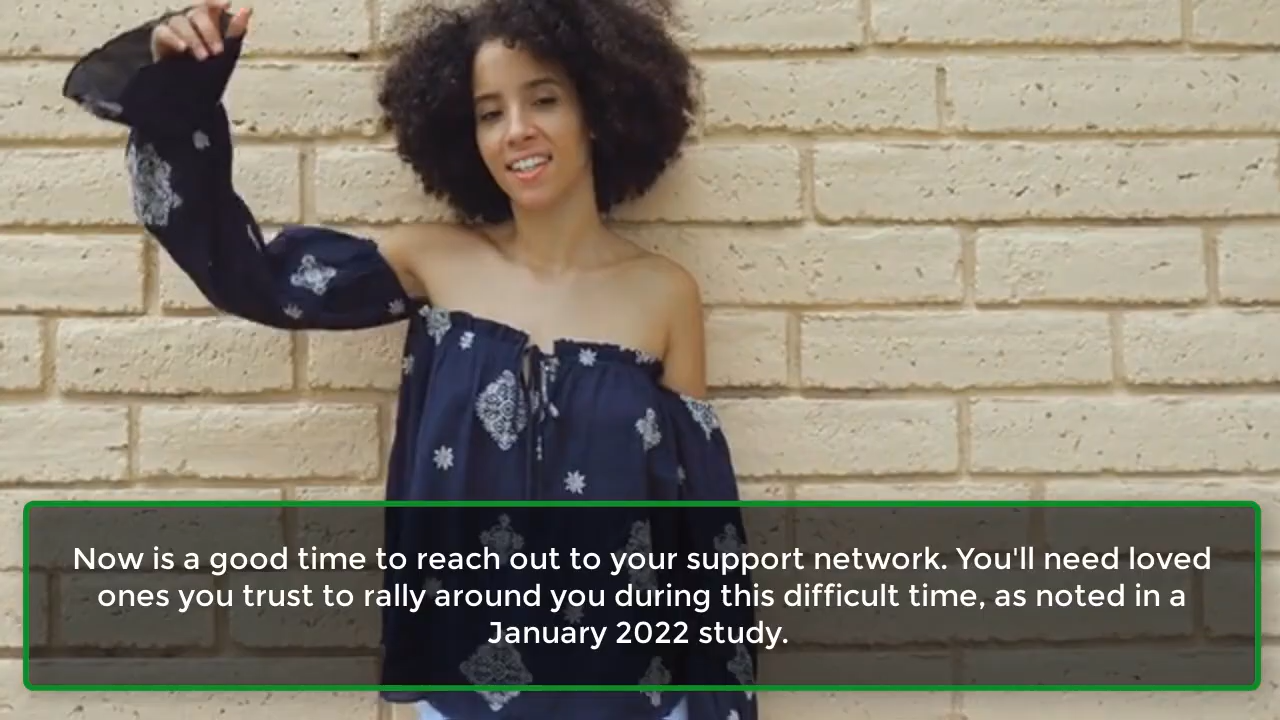 Now is a good time to reach out to your support network. You'll need loved
ones you trust to rally around you during this difficult time, as noted in a
January 2022 study.